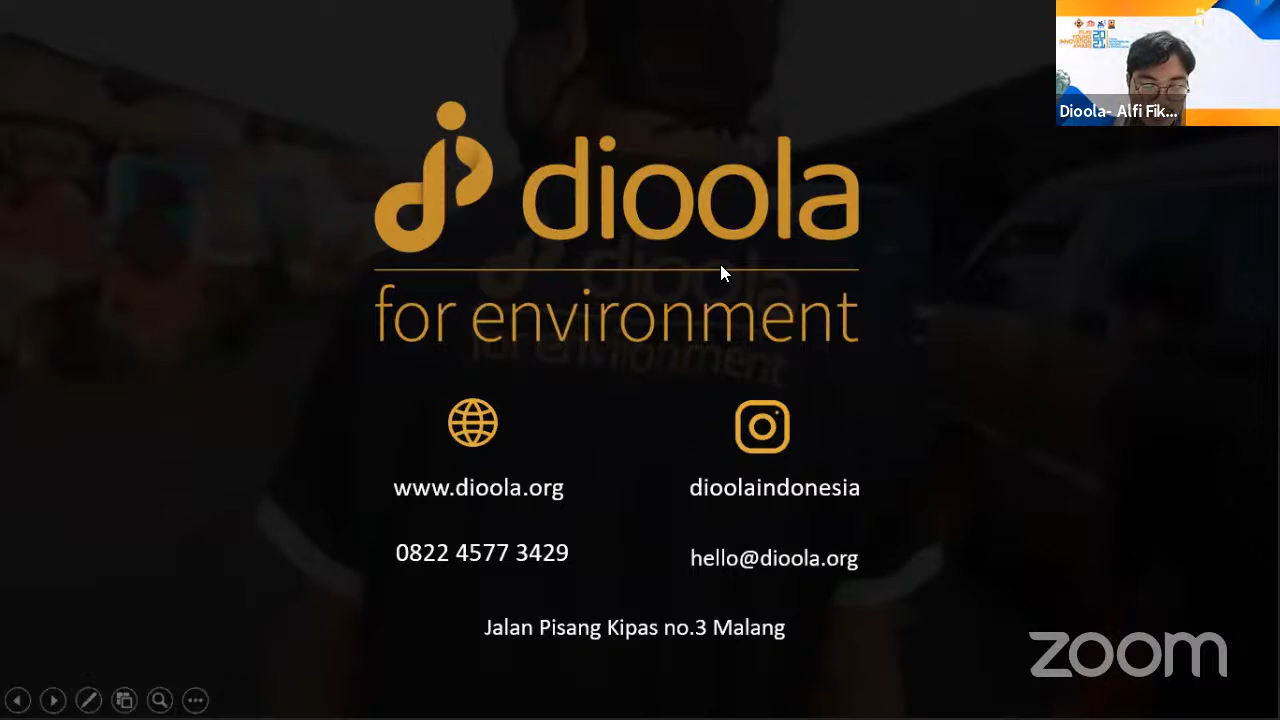 Dioola- Alfi Fik...
dioola
for environment
www.dioola.org
dioolaindonesia
0822 4577 3429
hello@dioola.org
Jalan Pisang Kipas no.3 Malang
zoom